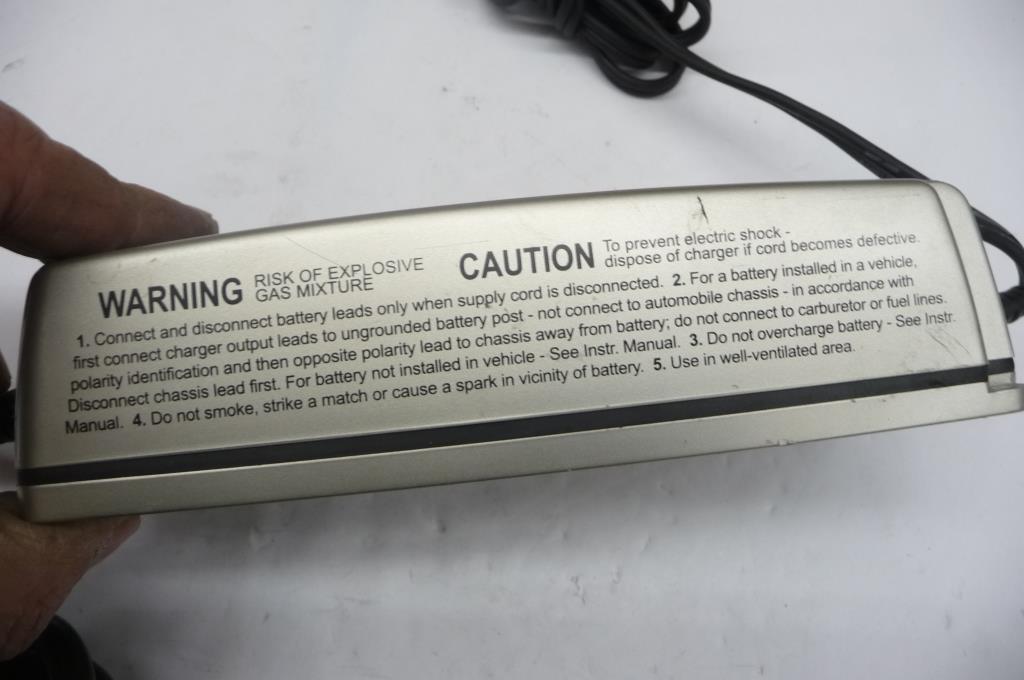 WARNING RISK OF EXPLOSIVE GAS MIXTURE
CAUTION To prevent electric shock - dispose of charger if cord becomes defective.
1. Connect and disconnect battery leads only when supply cord is disconnected. 2. For a battery installed in a vehicle,
first connect charger output leads to ungrounded battery post - not connect to automobile chassis - in accordance with
polarity identification and then opposite polarity lead to chassis away from battery; do not connect to carburetor or fuel lines.
Disconnect chassis lead first. For battery not installed in vehicle - See Instr. Manual. 3. Do not overcharge battery - See Instr.
Manual. 4. Do not smoke, strike a match or cause a spark in vicinity of battery. 5. Use in well-ventilated area.